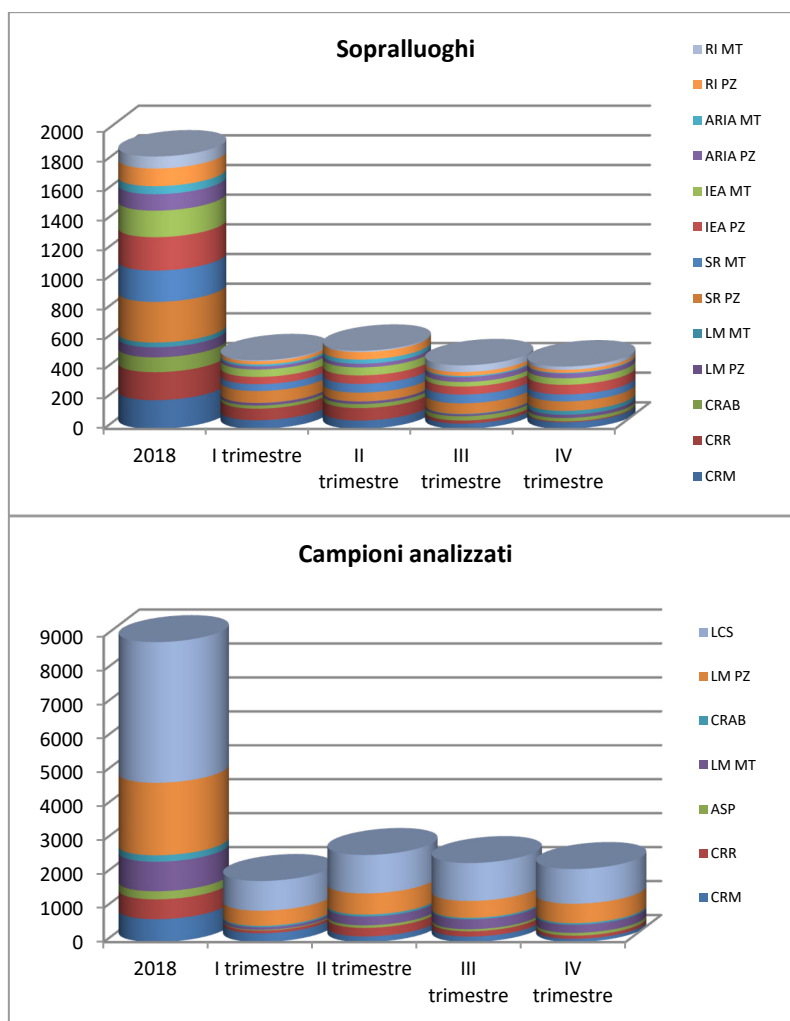 Sopralluoghi
2000
1800
1600
1400
1200
1000
800
600
400
200
0
2018
I trimestre
II
trimestre
III
trimestre
IV
trimestre
RI MT
RI PZ
ARIA MT
ARIA PZ
IEA MT
IEA PZ
SR MT
SR PZ
LM MT
LM PZ
CRAB
CRR
CRM
Campioni analizzati
9000
8000
7000
6000
5000
4000
3000
2000
1000
0
2018
I trimestre
II trimestre
III
trimestre
IV
trimestre
LCS
LM PZ
CRAB
LM MT
ASP
CRR
CRM